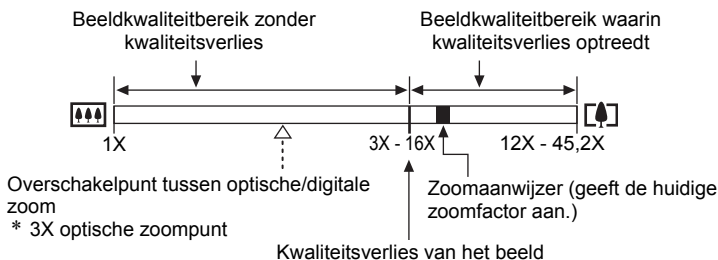 Beeldkwaliteitbereik zonder
kwaliteitsverlies
Beeldkwaliteitbereik waarin
kwaliteitsverlies optreedt
1X
3X - 16X
12X - 45,2X
Overschakelpunt tussen optische/digitale
zoom
* 3X optische zoompunt
Zoomaanwijzer (geeft de huidige
zoomfactor aan.)
Kwaliteitsverlies van het beeld